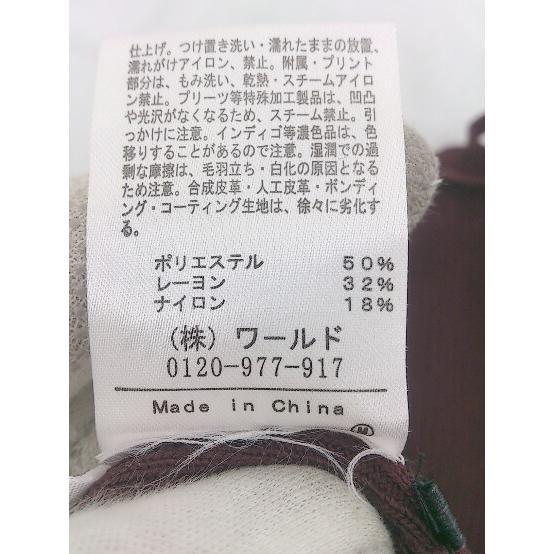 仕上げ。つけ置き洗い・濡れたままの放置、
濡れがけアイロン、禁止。附属・プリント
部分は、もみ洗い、乾熱・スチームアイロ
ン禁止。プリーツ等特殊加工製品は、凹凸
や光沢がなくなるため、スチーム禁止。引
っかけに注意。インディゴ等濃色品は、色
移りすることがあるので注意。湿潤での過
剰な摩擦は、毛羽立ち・白化の原因となる
ため注意。合成皮革・人工皮革・ボンディ
ング・コーティング生地は、徐々に劣化す
る。
ポリエステル 50%
レーヨン 32%
ナイロン 18%
(株) ワールド
0120-977-917
Made in China
M